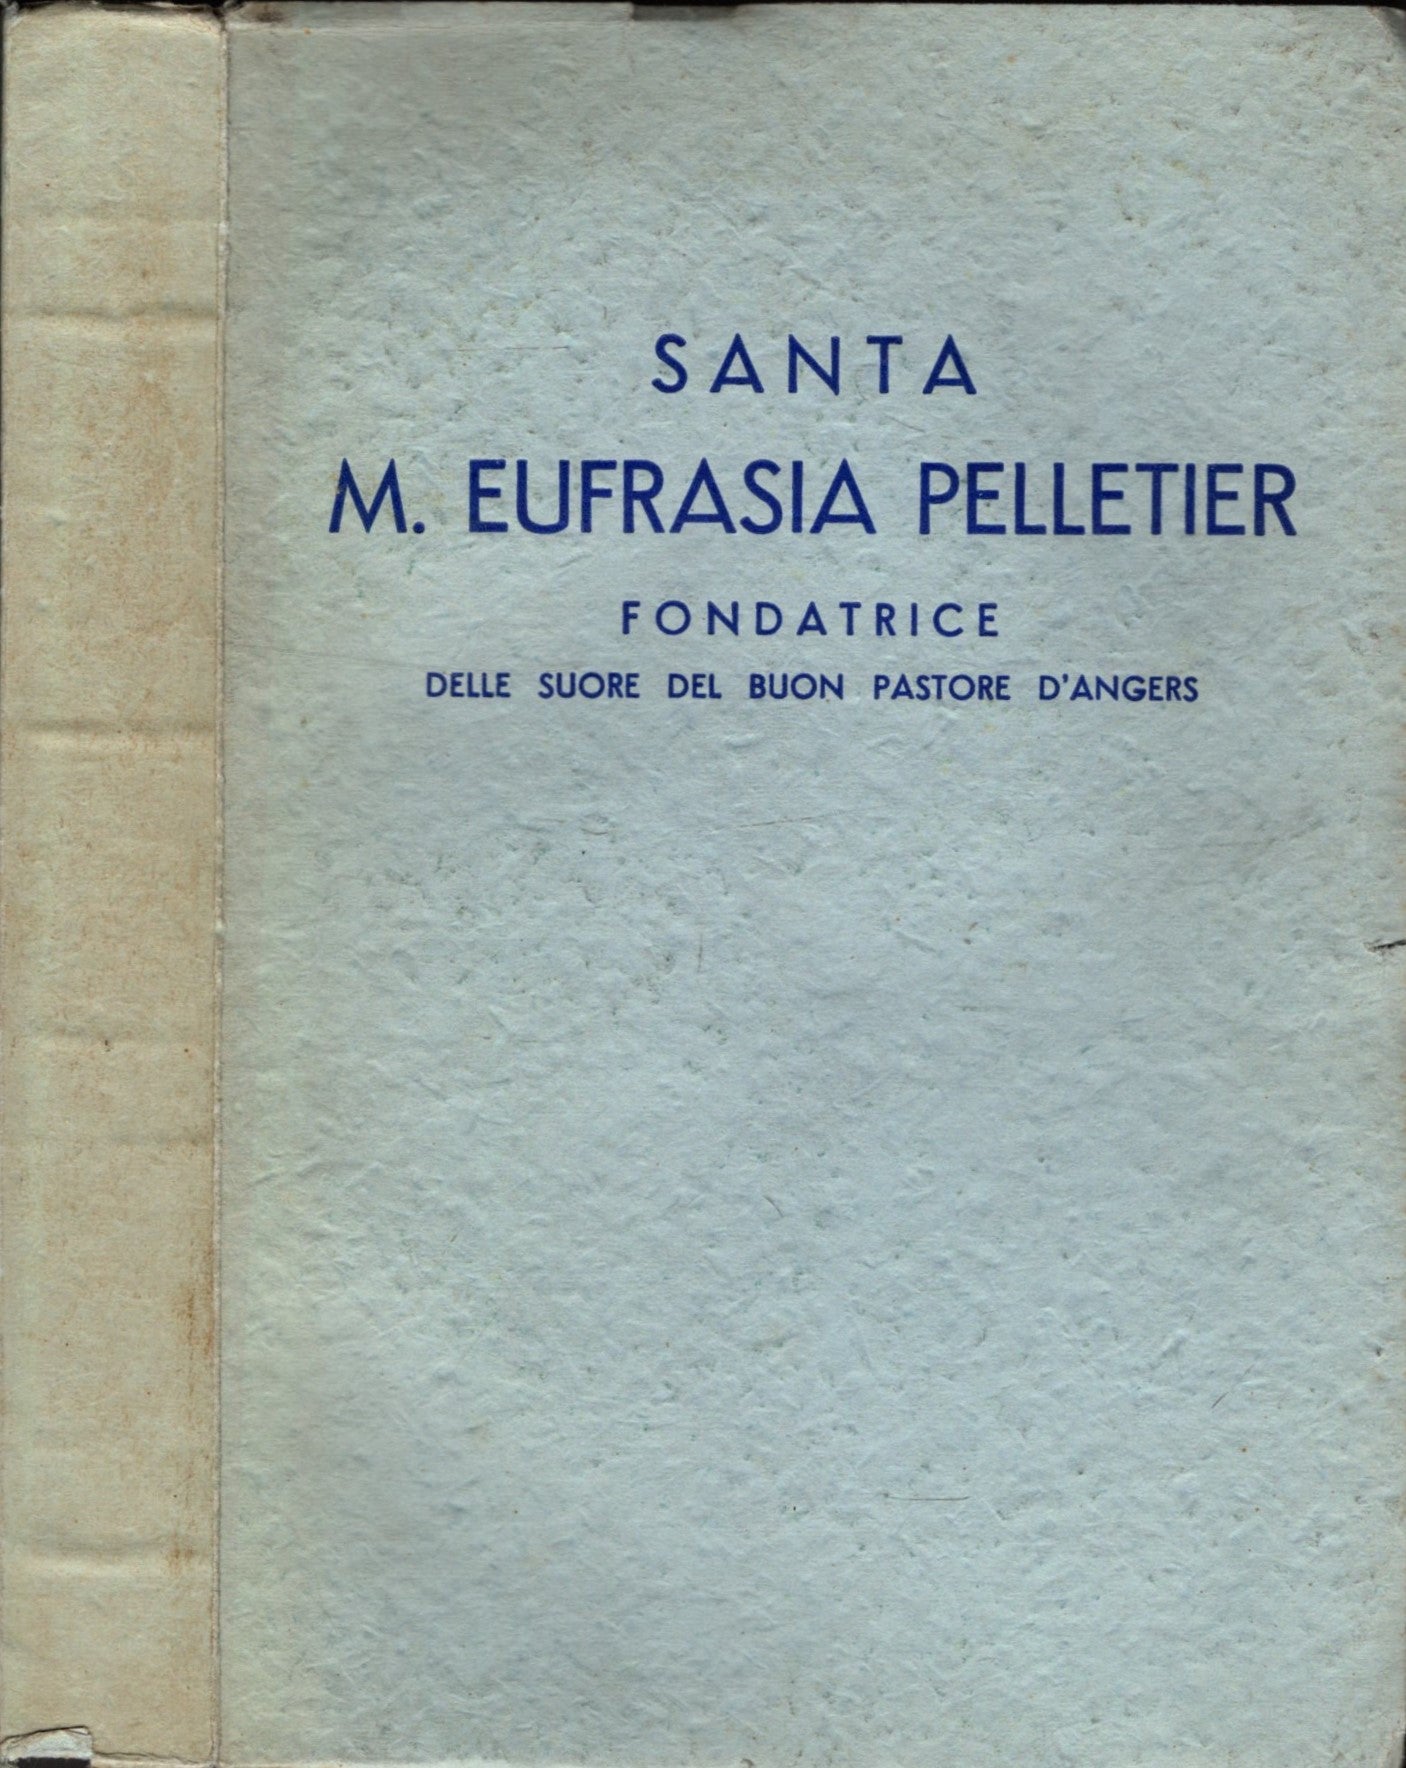 SANTA
M. EUFRASIA PELLETIER
FONDATRICE
DELLE SUORE DEL BUON PASTORE D'ANGERS